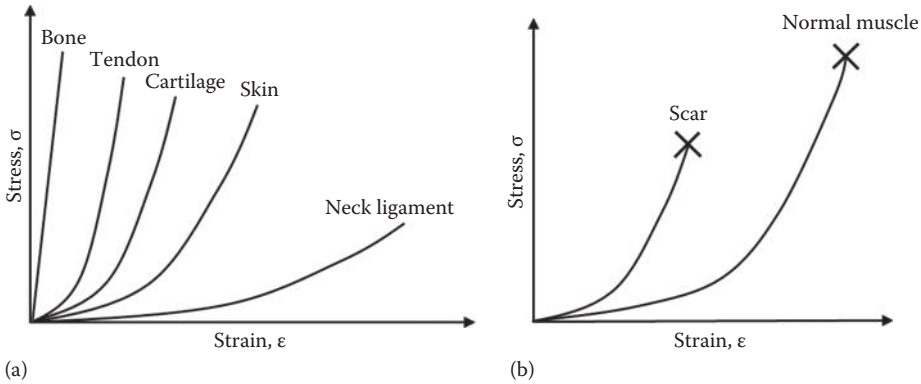 Bone
Tendon
Cartilage
Skin
Neck ligament
Stress, σ
Strain, ε
(a)
Normal muscle
Scar
Stress, σ
Strain, ε
(b)